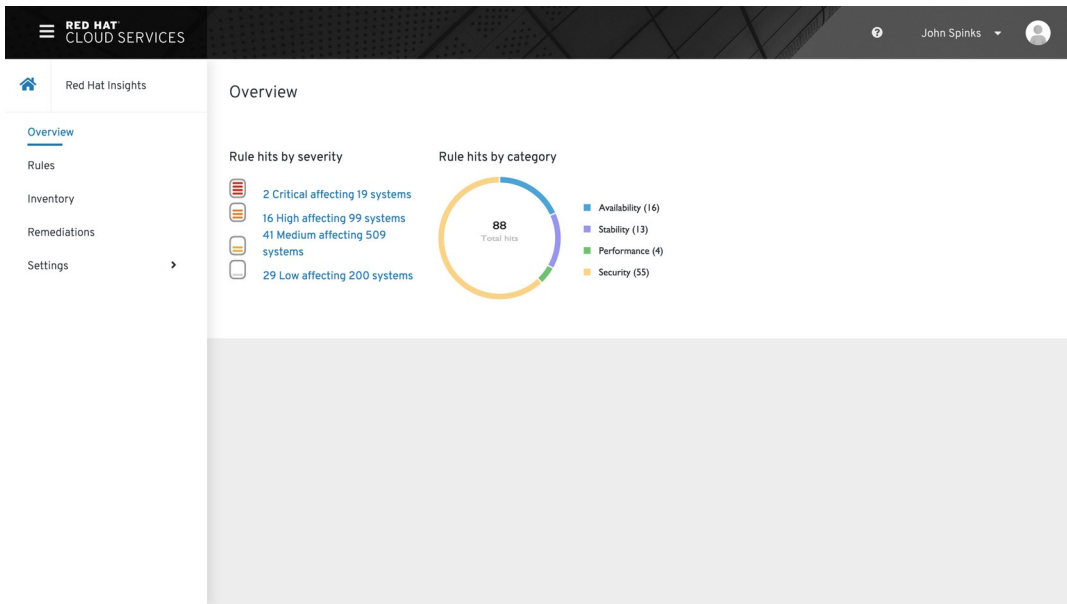 RED HAT
CLOUD SERVICES
John Spinks
Red Hat Insights
Overview
Rules
Inventory
Remediations
Settings
Overview
Rule hits by severity
2 Critical affecting 19 systems
16 High affecting 99 systems
41 Medium affecting 509
systems
29 Low affecting 200 systems
Rule hits by category
88
Total hits
Availability (16)
Stability (13)
Performance (4)
Security (55)